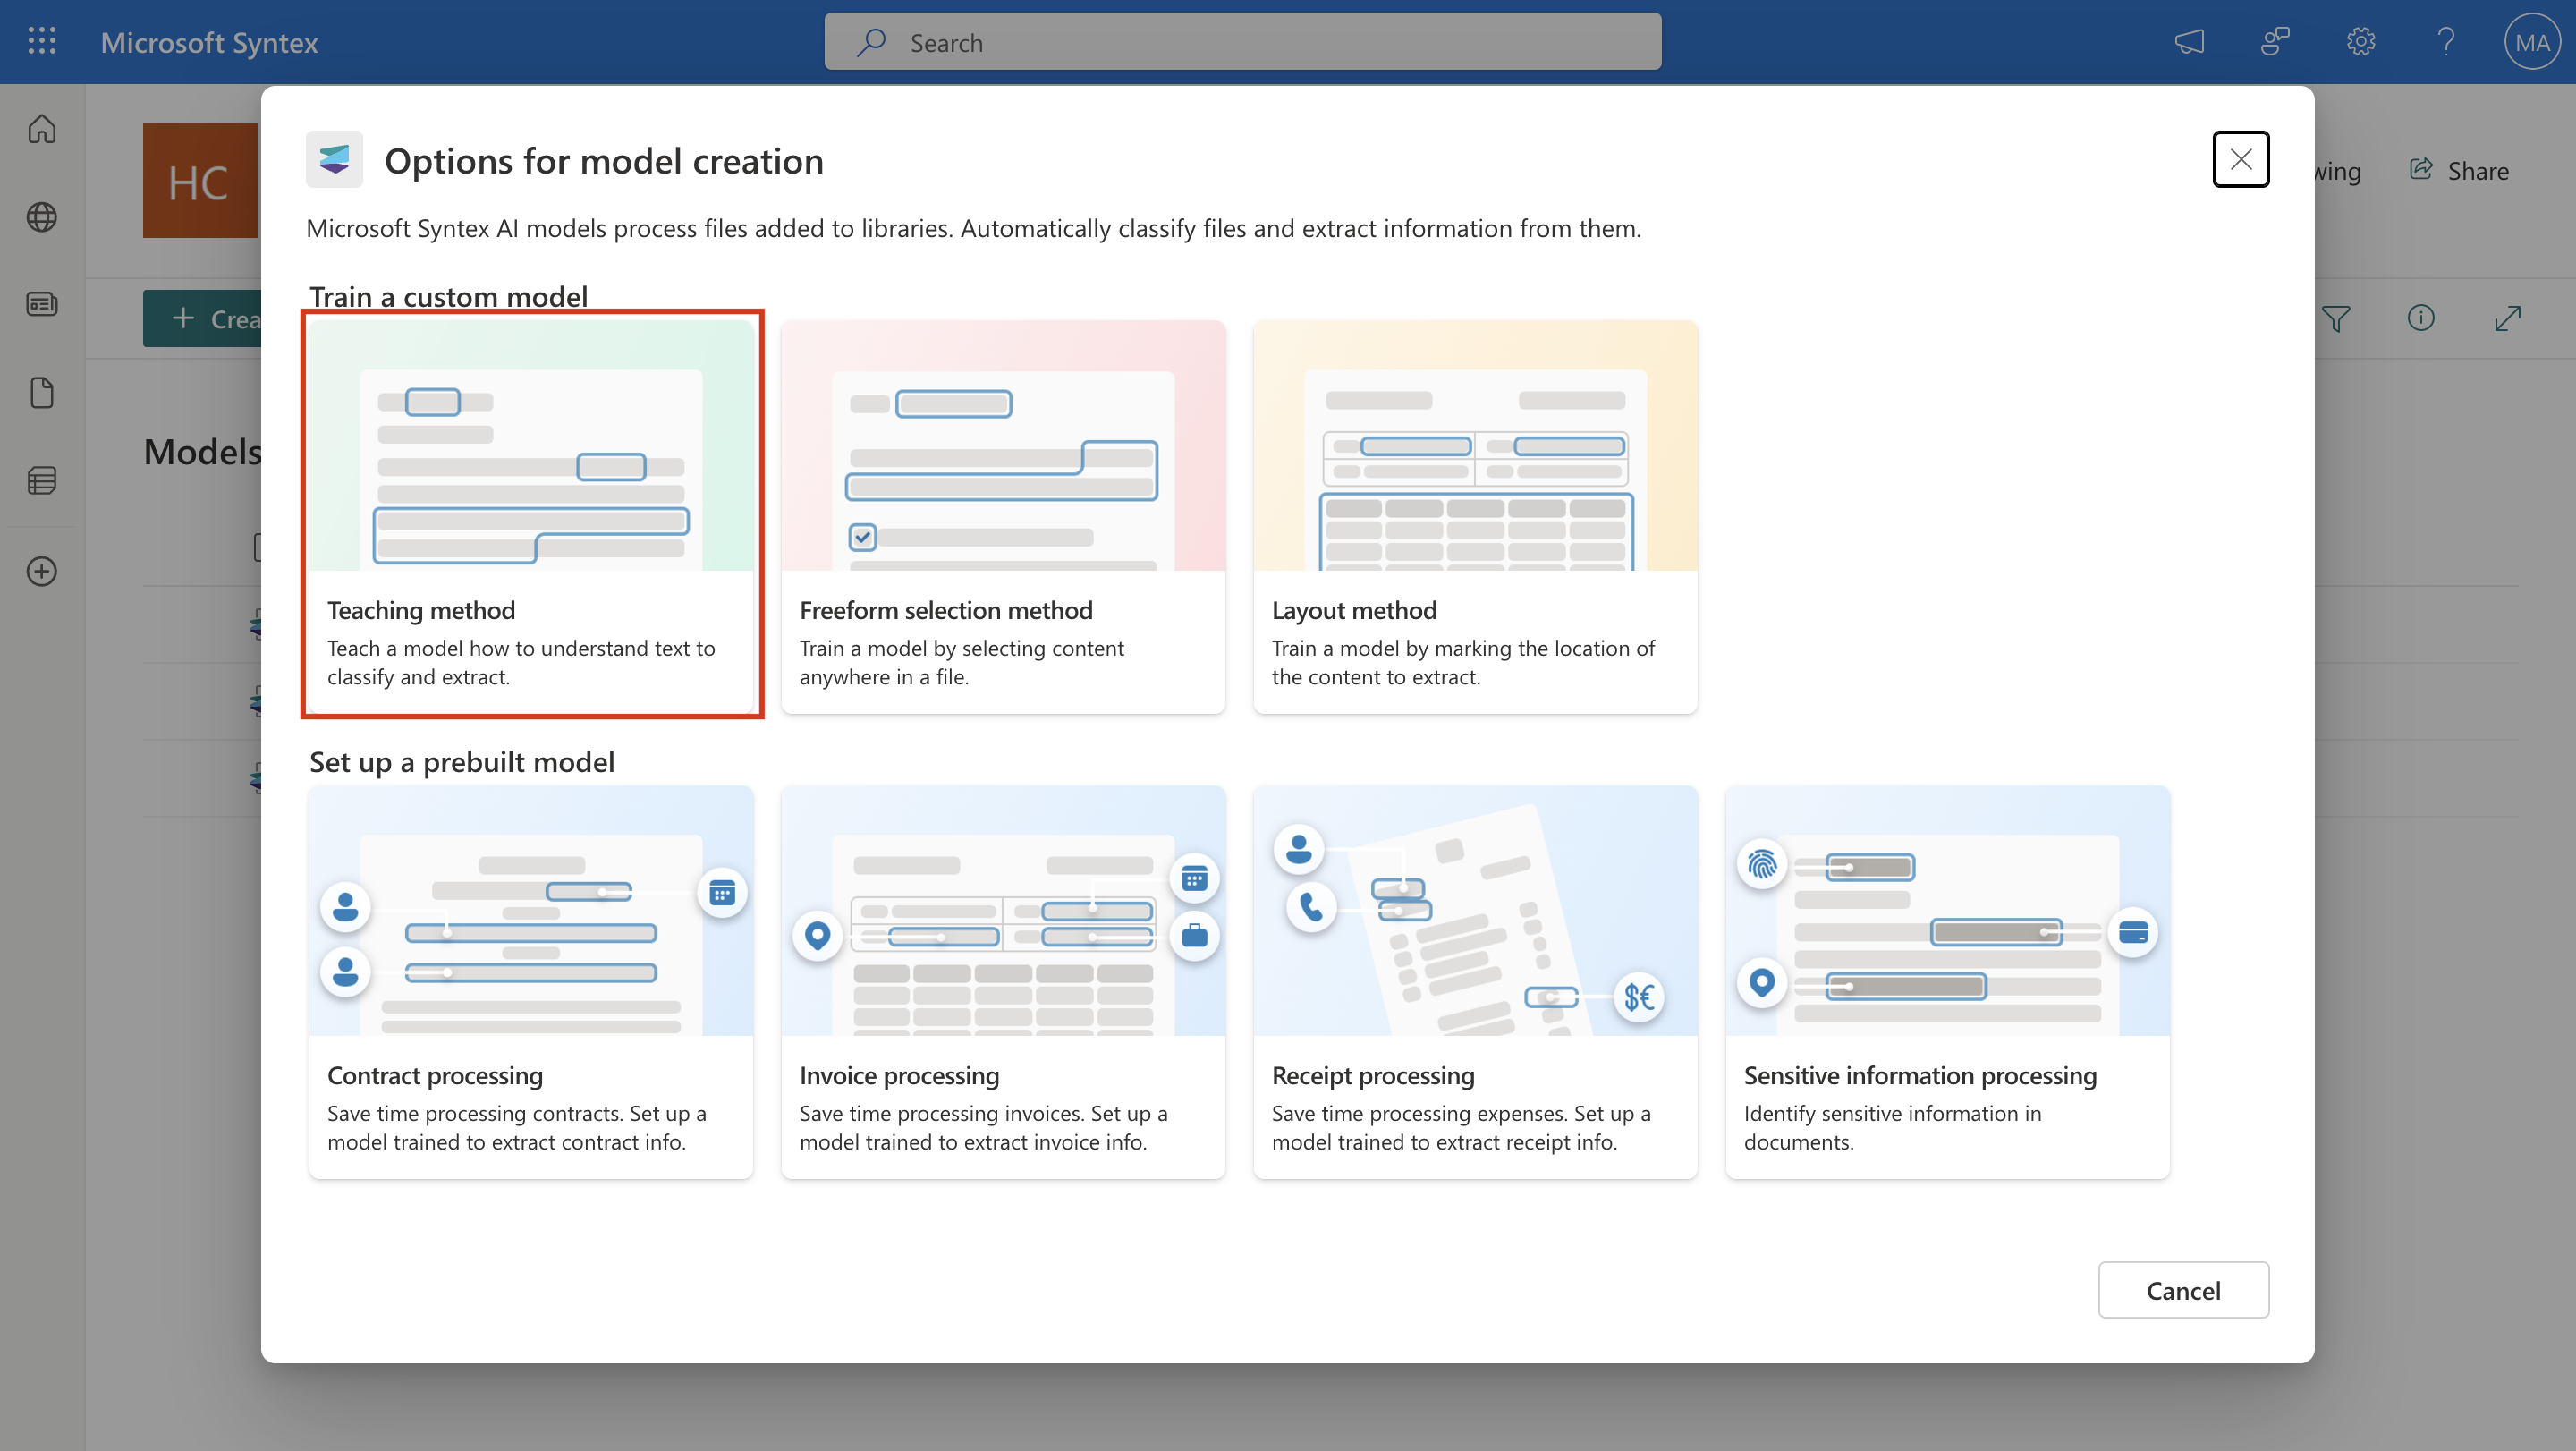 Microsoft Syntex
Search
MA
HC
Options for model creation
wing
Share
Microsoft Syntex AI models process files added to libraries. Automatically classify files and extract information from them.
Train a custom model
+ Crea
Models
Teaching method
Teach a model how to understand text to
classify and extract.
Freeform selection method
Train a model by selecting content
anywhere in a file.
Layout method
Train a model by marking the location of
the content to extract.
Set up a prebuilt model
$€
Contract processing
Save time processing contracts. Set up a
model trained to extract contract info.
Invoice processing
Save time processing invoices. Set up a
model trained to extract invoice info.
Receipt processing
Save time processing expenses. Set up a
model trained to extract receipt info.
Sensitive information processing
Identify sensitive information in
documents.
Cancel